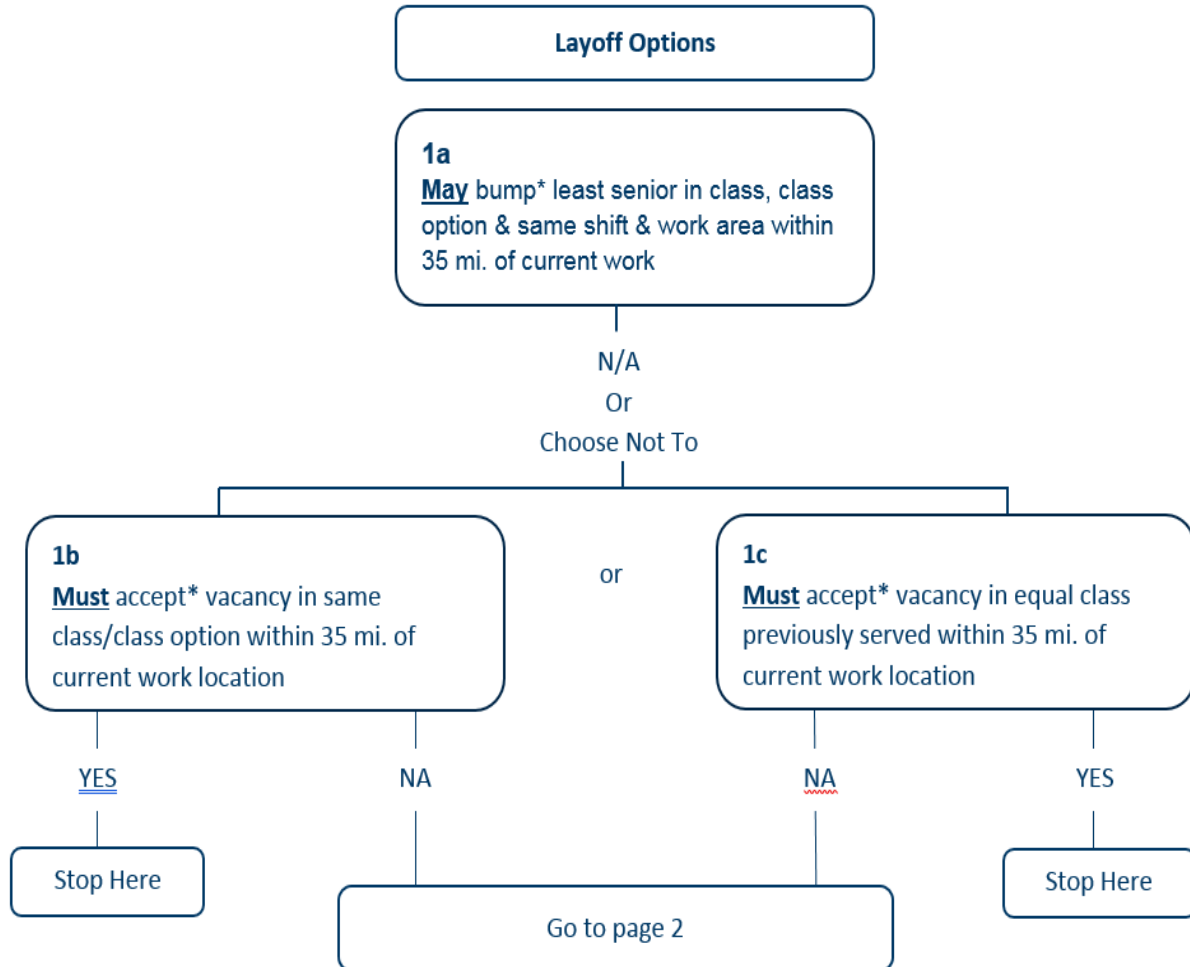 Layoff Options
1a
May bump* least senior in class, class
option & same shift & work area within
35 mi. of current work
N/A
Or
Choose Not To
1b
Must accept* vacancy in same
class/class option within 35 mi. of
current work location
or
1c
Must accept* vacancy in equal class
previously served within 35 mi. of
current work location
YES
NA
NA
YES
Stop Here
Go to page 2
Stop Here